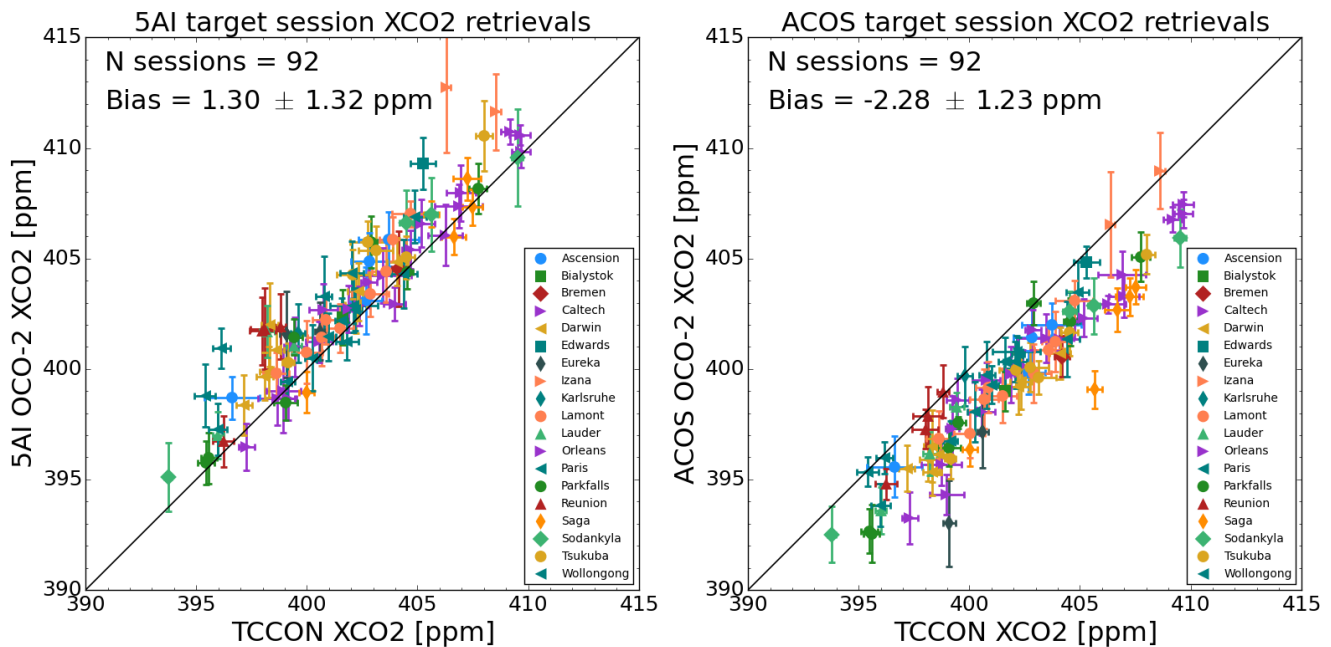 5AI target session XCO2 retrievals
N sessions = 92
Bias = 1.30 ± 1.32 ppm
5AI OCO-2 XCO2 [ppm]
415
410
405
400
395
390
390 395 400 405 410 415
TCCON XCO2 [ppm]
Ascension
Bialystok
Bremen
Caltech
Darwin
Edwards
Eureka
Izana
Karlsruhe
Lamont
Lauder
Orleans
Paris
Parkfalls
Reunion
Saga
Sodankyla
Tsukuba
Wollongong
ACOS target session XCO2 retrievals
N sessions = 92
Bias = -2.28 ± 1.23 ppm
ACOS OCO-2 XCO2 [ppm]
415
410
405
400
395
390
390 395 400 405 410 415
TCCON XCO2 [ppm]
Ascension
Bialystok
Bremen
Caltech
Darwin
Edwards
Eureka
Izana
Karlsruhe
Lamont
Lauder
Orleans
Paris
Parkfalls
Reunion
Saga
Sodankyla
Tsukuba
Wollongong